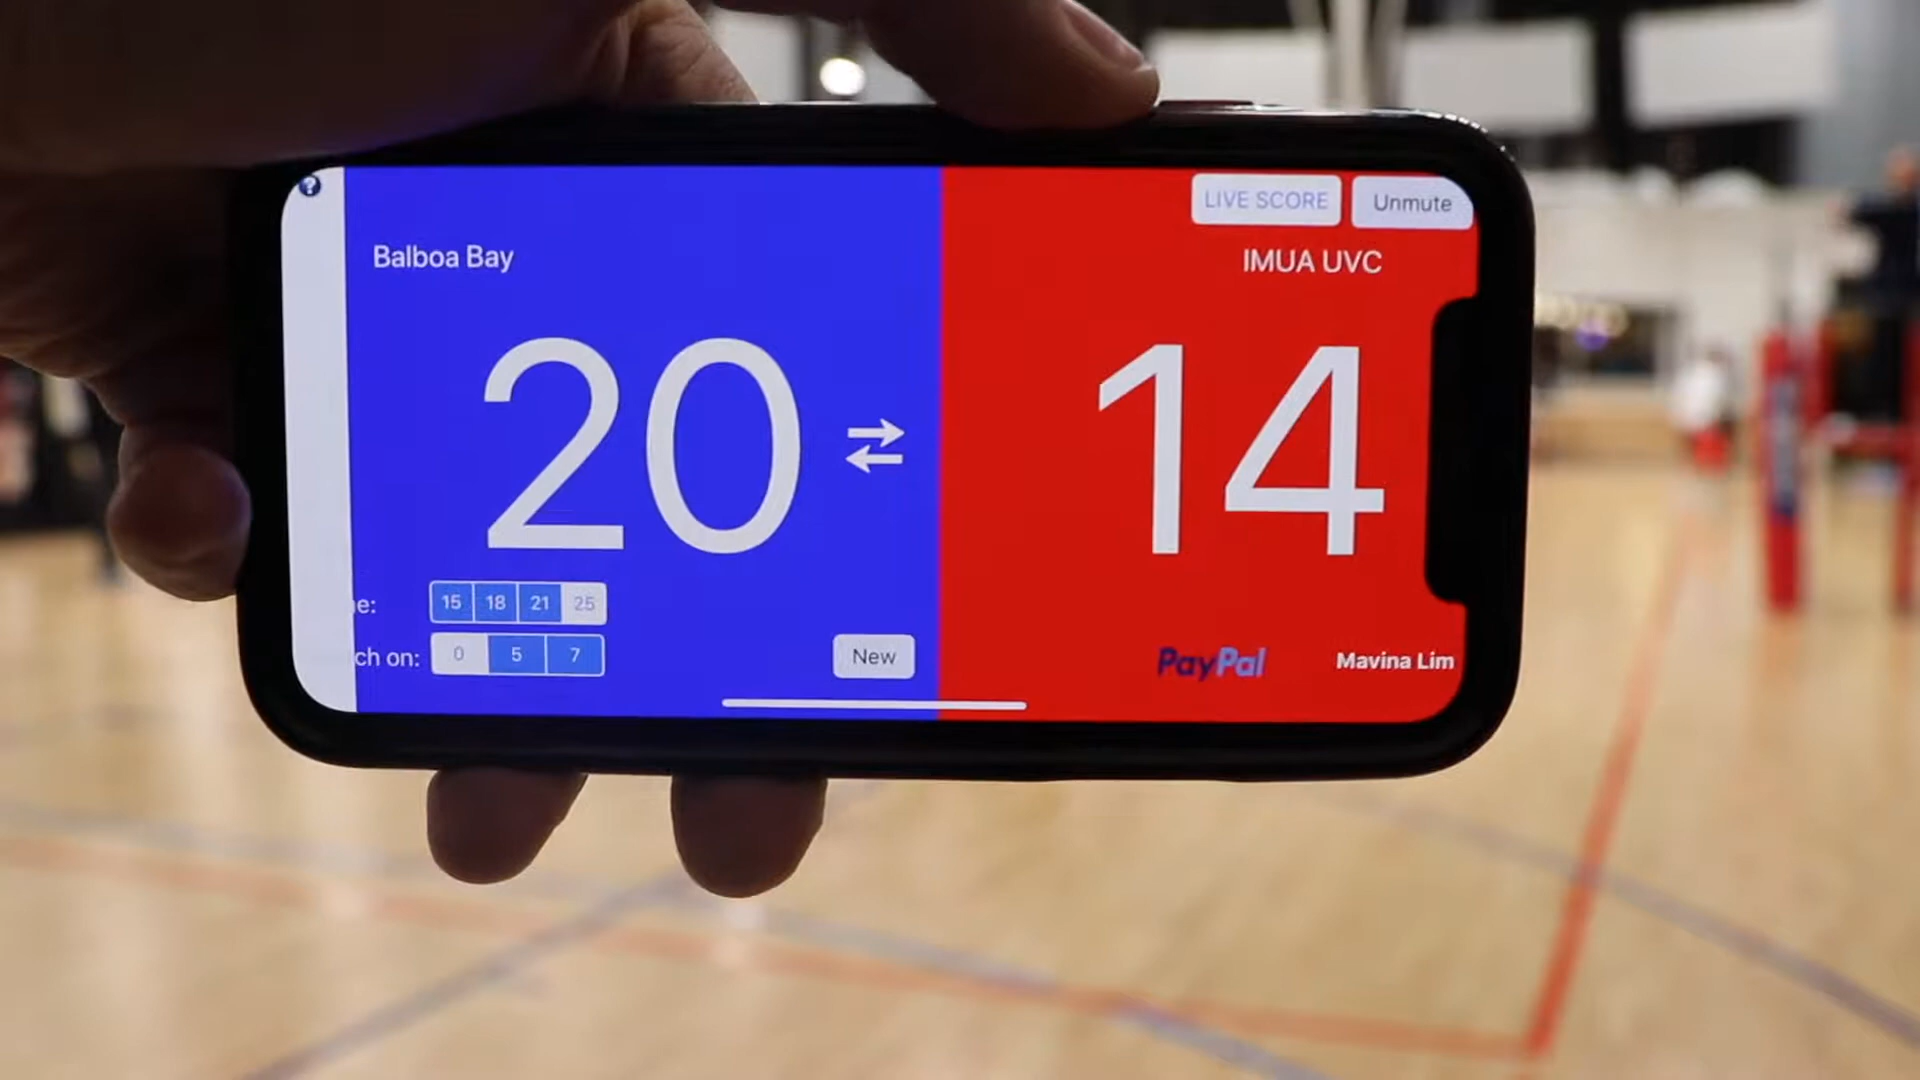 ?
LIVE SCORE Unmute
Balboa Bay IMUA UVC
20 14
e: 15 18 21 25
ch on: 0 5 7
New
PayPal Mavina Lim